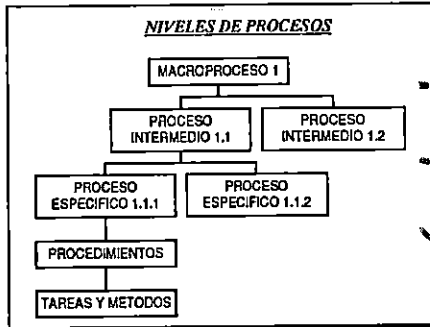 NIVELES DE PROCESOS
MACROPROCESO 1
PROCESO
INTERMEDIO 1.1
PROCESO
INTERMEDIO 1.2
PROCESO
ESPECIFICO 1.1.1
PROCESO
ESPECIFICO 1.1.2
PROCEDIMIENTOS
TAREAS Y METODOS